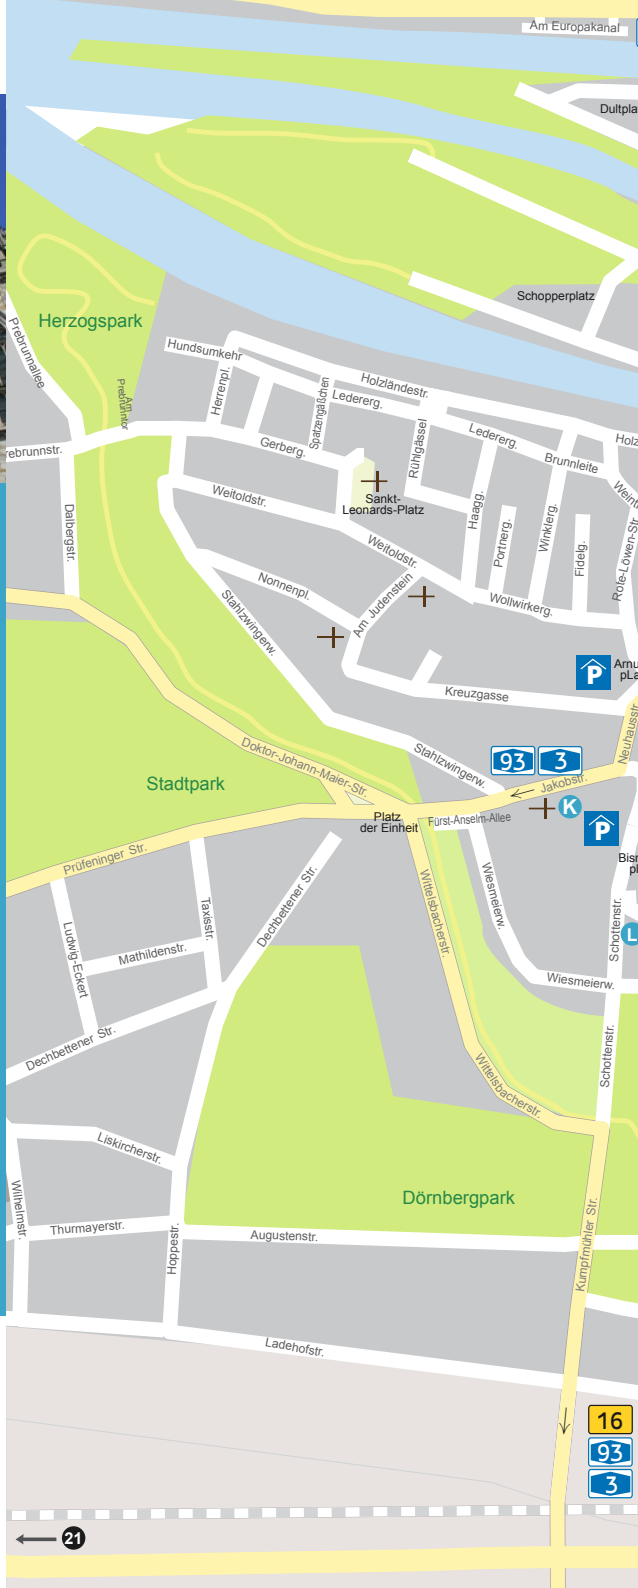 Am Europakanal
Dultpla
Schopperplatz
Herzogspark
Prebrunnallee
Am
Prebrunntor
Hundsumkehr
Herrenpl.
Spatzengäßchen
Holzländestr.
Ledererg.
Rühlgässel
Ledererg.
Holz
Brunnleite
Weint
rebrunnstr.
Gerberg.
Sankt-
Leonards-Platz
Dalbergstr.
Weitoldstr.
Weitoldstr.
Haagg.
Portnerg.
Winklerg.
Fidelg.
Rote-Löwen-Str.
Nonnenpl.
Am Judenstein
Wollwirkerg.
Stahlzwingerw.
P
Arnu
pLa
Kreuzgasse
Neuhausstr
Doktor-Johann-Maier-Str.
Stahlzwingerw.
93
3
Jakobstr.
K
Stadtpark
Platz
der Einheit
Fürst-Anselm-Allee
P
Bism
pl
Prüfeninger Str.
Dechbettener Str.
Wittelsbacherstr.
Wiesmeierw.
Taxisstr.
Schottenstr.
L
Ludwig-Eckert
Mathildenstr.
Wiesmeierw.
Dechbettener Str.
Schottenstr.
Wittelsbacherstr.
Liskircherstr.
Wilhelmstr.
Dörnbergpark
Thurmayerstr.
Hoppestr.
Augustenstr.
Kumpfmühler Str.
Ladehofstr.
16
93
3
21